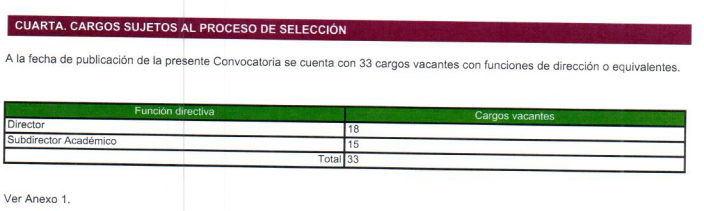 CUARTA. CARGOS SUJETOS AL PROCESO DE SELECCIÓN
A la fecha de publicación de la presente Convocatoria se cuenta con 33 cargos vacantes con funciones de dirección o equivalentes.
Función directiva Cargos vacantes
Director 18
Subdirector Académico 15
Total 33
Ver Anexo 1.